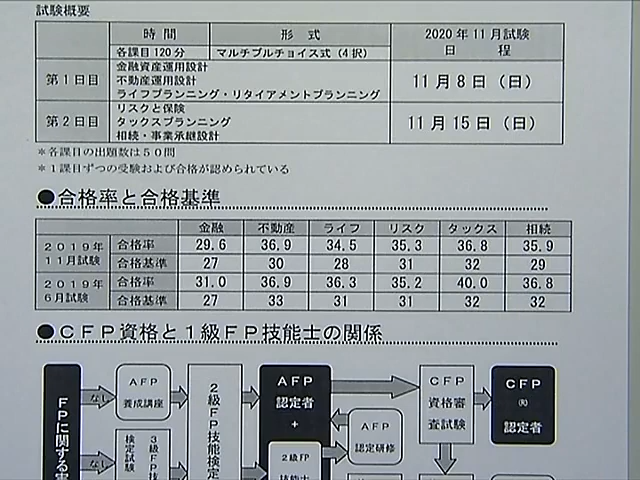 試験概要
時間 形式 2020年11月試験
各課目120分 マルチプルチョイス式（4択） 日程
第1日目 金融資産運用設計
不動産運用設計
ライフプランニング・リタイアメントプランニング
11月8日（日）
第2日目 リスクと保険
タックスプランニング
相続・事業承継設計
11月15日（日）
＊各課目の出題数は50問
＊1課目ずつの受験および合格が認められている
●合格率と合格基準
金融 不動産 ライフ リスク タックス 相続
2019年11月試験 合格率 29.6 36.9 34.5 35.3 36.8 35.9
合格基準 27 30 28 31 32 29
2019年6月試験 合格率 31.0 36.9 36.3 35.2 40.0 36.8
合格基準 27 33 31 31 32 32
●CFP資格と1級FP技能士の関係
FPに関する実
なし
AFP
養成講座
2級FP技能検定
AFP
認定者
+
2級FP
技能士
CFP
資格審
査試験
CFP
(R)
認定者
AFP
認定研修
なし
3級FP技
検定試験